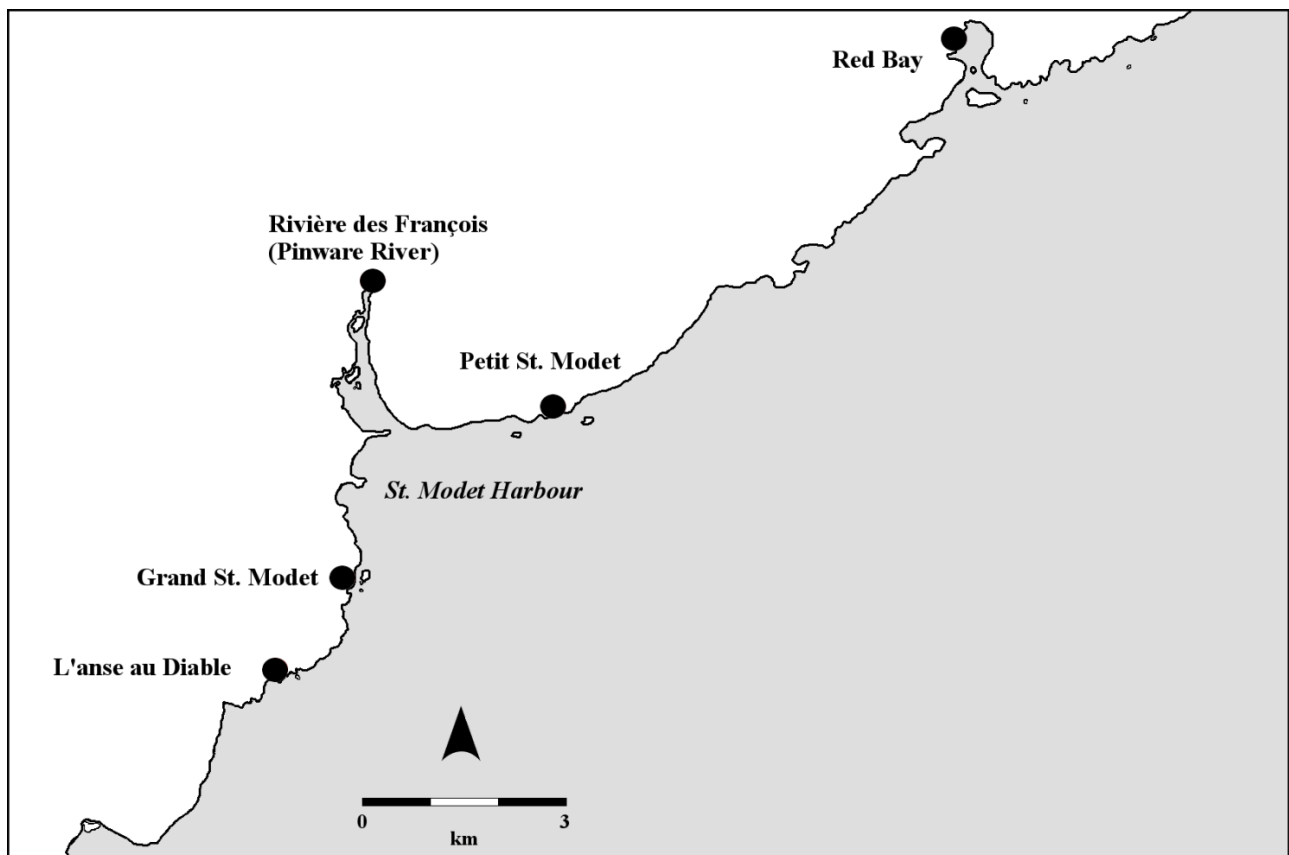 Red Bay
Rivière des François
(Pinware River)
Petit St. Modet
St. Modet Harbour
Grand St. Modet
L'anse au Diable
0 3
km